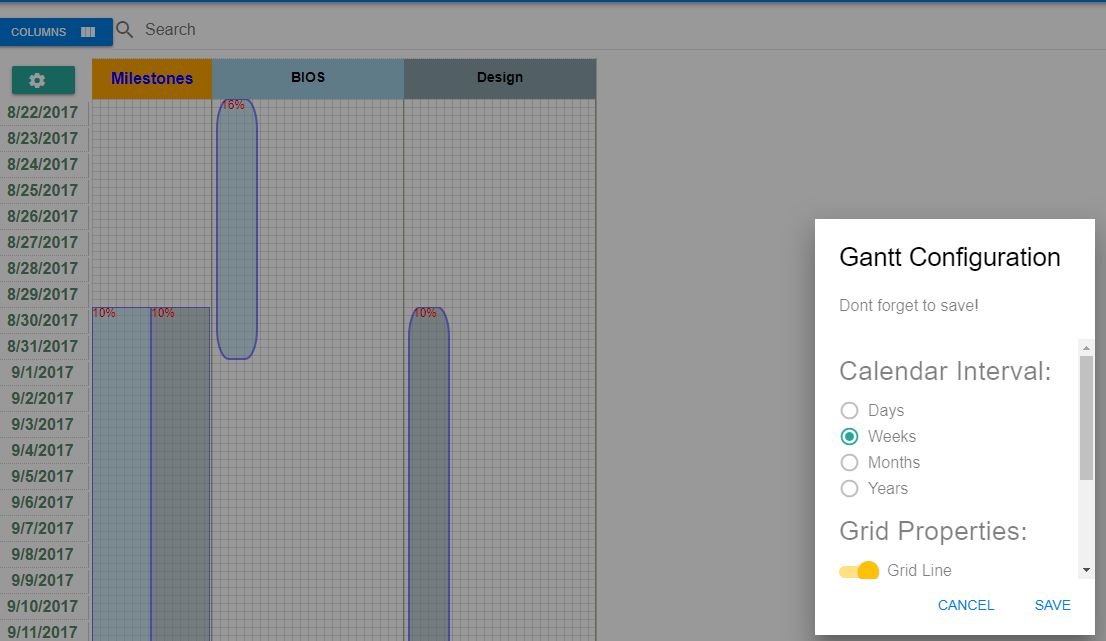 COLUMNS
Search
Milestones
BIOS
Design
8/22/2017
16%
8/23/2017
8/24/2017
8/25/2017
8/26/2017
8/27/2017
8/28/2017
8/29/2017
8/30/2017
10%
10%
10%
8/31/2017
9/1/2017
9/2/2017
9/3/2017
9/4/2017
9/5/2017
9/6/2017
9/7/2017
9/8/2017
9/9/2017
9/10/2017
9/11/2017
Gantt Configuration
Dont forget to save!
Calendar Interval:
Days
Weeks
Months
Years
Grid Properties:
Grid Line
CANCEL
SAVE